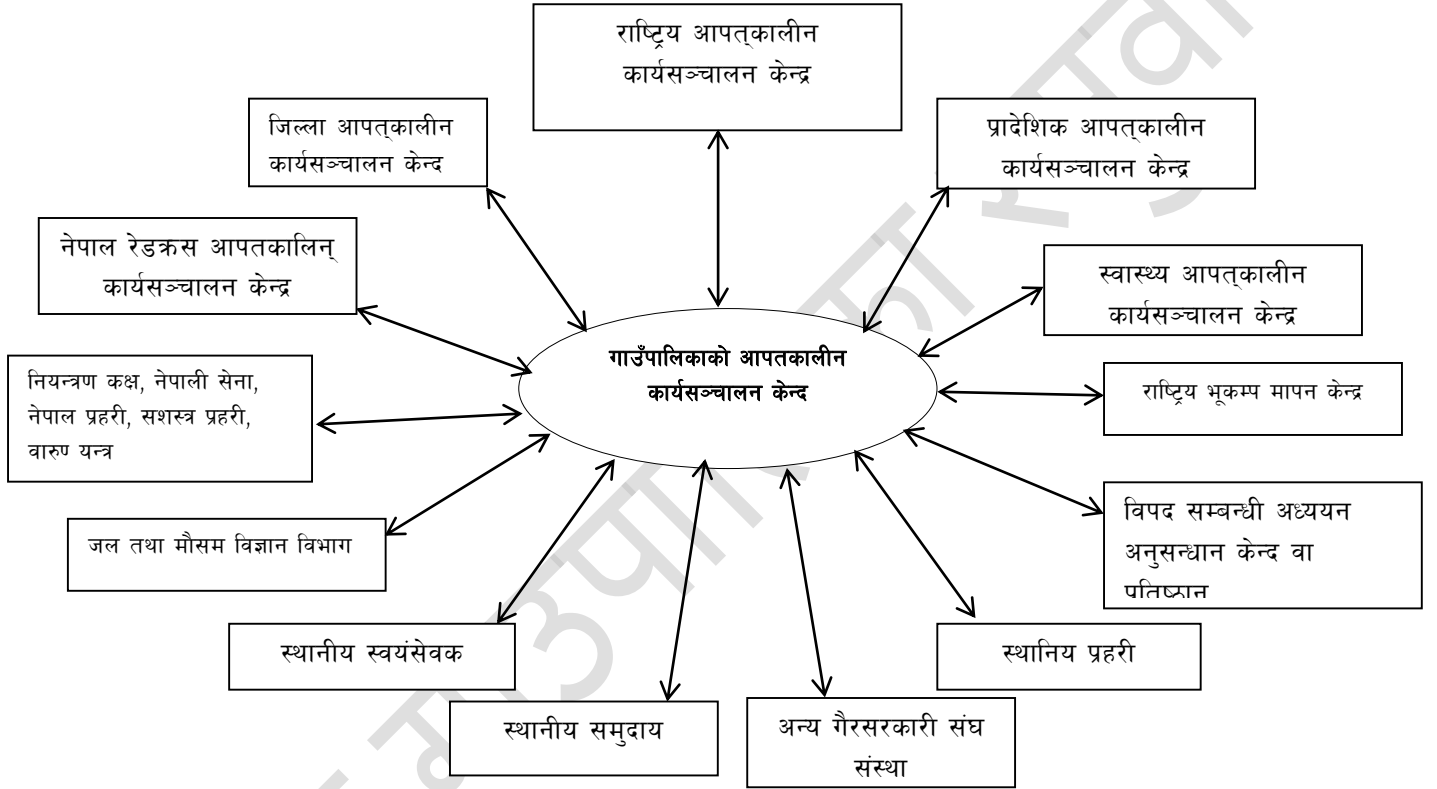 राष्ट्रिय आपत्कालीन
कार्यसञ्चालन केन्द्र
जिल्ला आपत्कालीन
कार्यसञ्चालन केन्द
प्रादेशिक आपत्कालीन
कार्यसञ्चालन केन्द्र
नेपाल रेडक्रस आपतकालिन्
कार्यसञ्चालन केन्द्र
स्वास्थ्य आपत्कालीन
कार्यसञ्चालन केन्द्र
गाउँपालिकाको आपतकालीन
कार्यसञ्चालन केन्द
नियन्त्रण कक्ष, नेपाली सेना,
नेपाल प्रहरी, सशस्त्र प्रहरी,
वारुण यन्त्र
राष्ट्रिय भूकम्प मापन केन्द्र
जल तथा मौसम विज्ञान विभाग
विपद सम्बन्धी अध्ययन
अनुसन्धान केन्द वा
प्रतिष्ठान
स्थानीय स्वयंसेवक
स्थानिय प्रहरी
स्थानीय समुदाय
अन्य गैरसरकारी संघ
संस्था